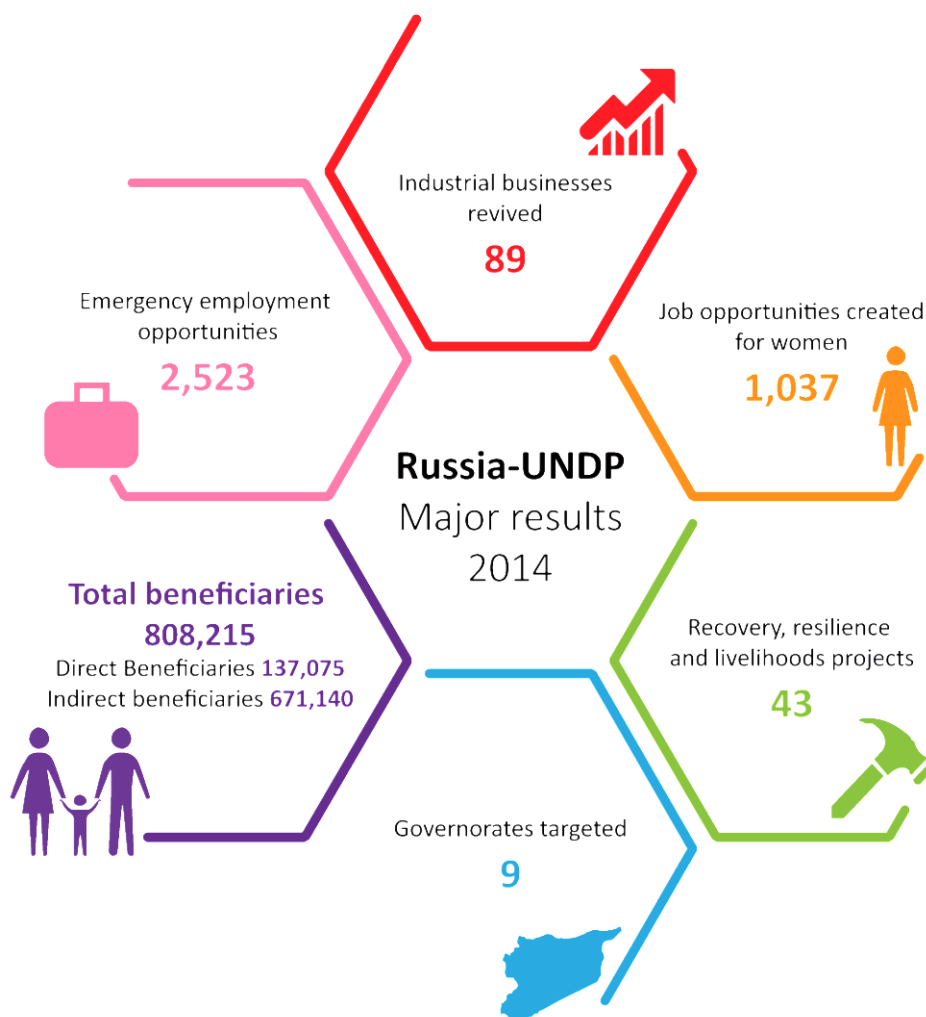 Industrial businesses
revived
89
Emergency employment
opportunities
2,523
Job opportunities created
for women
1,037
Russia-UNDP
Major results
2014
Total beneficiaries
808,215
Direct Beneficiaries 137,075
Indirect beneficiaries 671,140
Recovery, resilience
and livelihoods projects
43
Governorates targeted
9